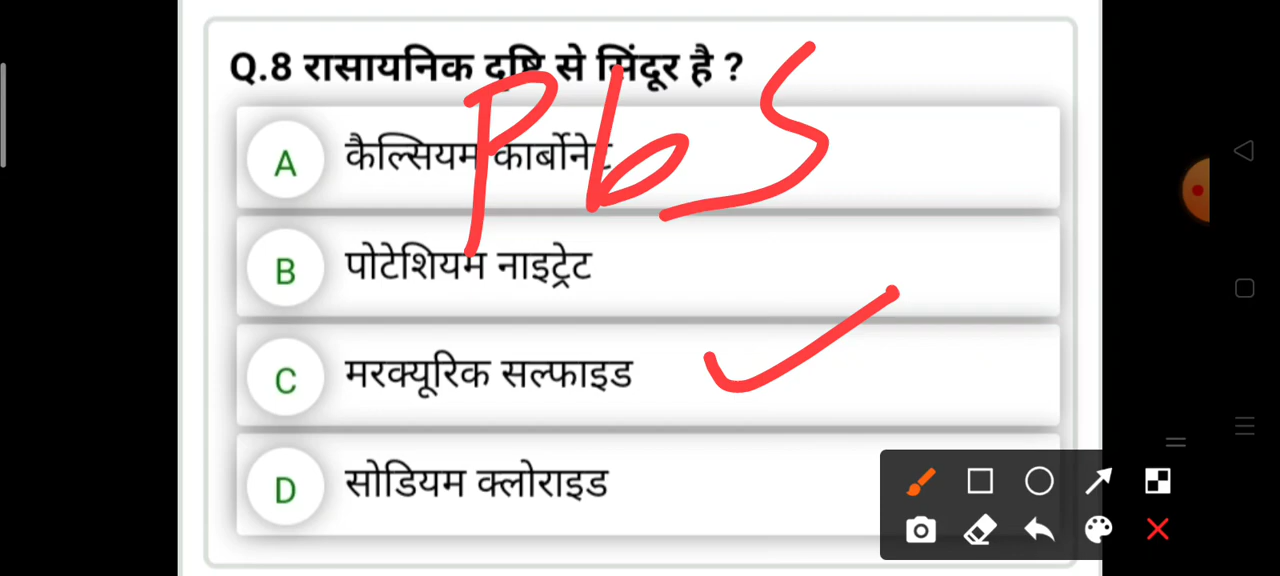 Q.8 रासायनिक दृष्टि से सिंदूर है ?
PbS
A कैल्सियम कार्बोनेट
B पोटेशियम नाइट्रेट
C मरक्यूरिक सल्फाइड
D सोडियम क्लोराइड